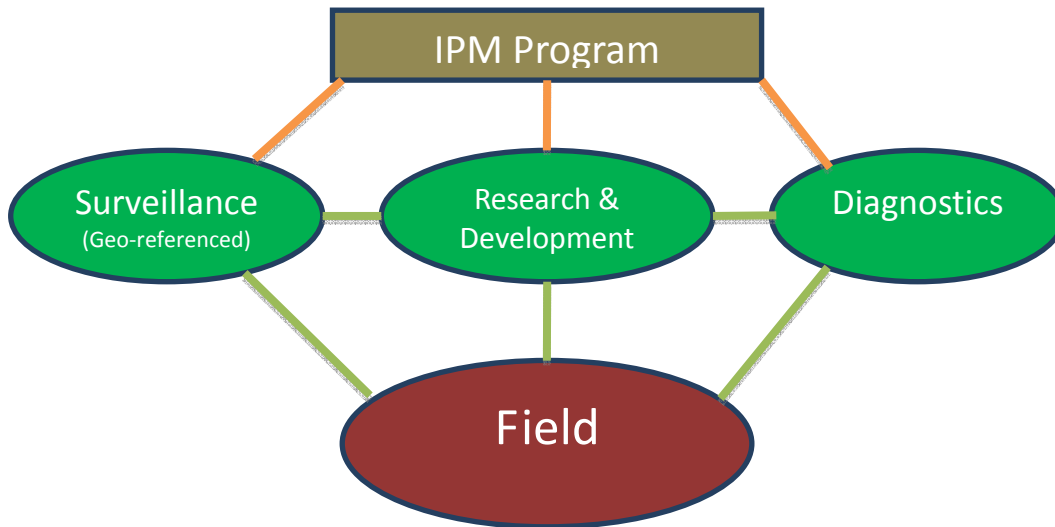 IPM Program
Surveillance
(Geo-referenced)
Research &
Development
Diagnostics
Field